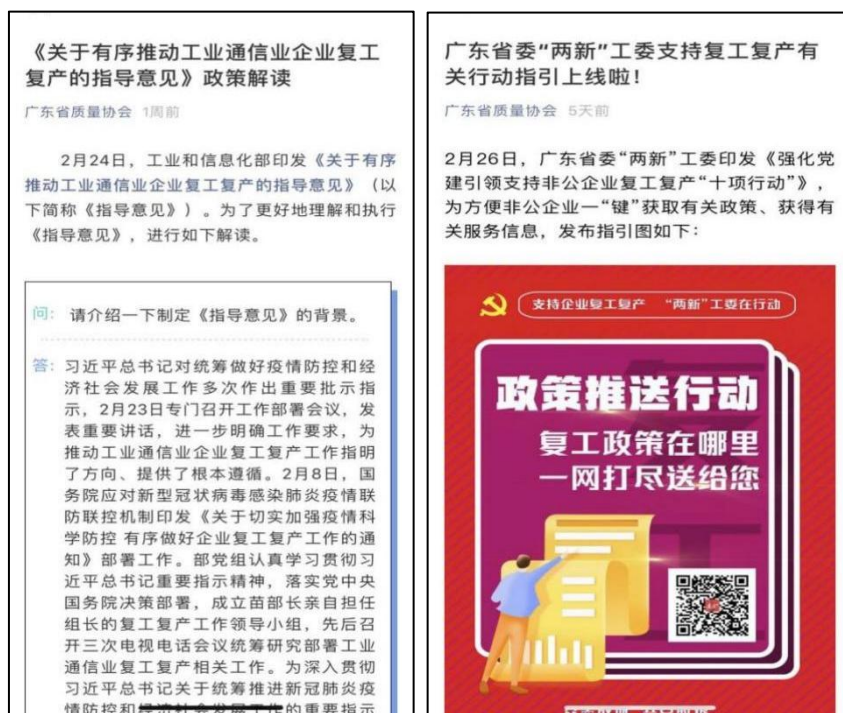 《关于有序推动工业通信业企业复工
复产的指导意见》政策解读
广东省质量协会 1周前
2月24日，工业和信息化部印发《关于有序
推动工业通信业企业复工复产的指导意见》（以
下简称《指导意见》）。为了更好地理解和执行
《指导意见》，进行如下解读。
问： 请介绍一下制定《指导意见》的背景。
答： 习近平总书记对统筹做好疫情防控和经
济社会发展工作多次作出重要批示指
示，2月23日专门召开工作部署会议，发
表重要讲话，进一步明确工作要求，为
推动工业通信业企业复工复产工作指明
了方向、提供了根本遵循。2月8日，国
务院应对新型冠状病毒感染肺炎疫情联
防联控机制印发《关于切实加强疫情科
学防控 有序做好企业复工复产工作的通
知》部署工作。部党组认真学习贯彻习
近平总书记重要指示精神，落实党中央
国务院决策部署，成立苗部长亲自担任
组长的复工复产工作领导小组，先后召
开三次电视电话会议统筹研究部署工业
通信业复工复产相关工作。为深入贯彻
习近平总书记关于统筹推进新冠肺炎疫
情防控和经济社会发展工作的重要指示
广东省委“两新”工委支持复工复产有
关行动指引上线啦！
广东省质量协会 5天前
2月26日，广东省委“两新”工委印发《强化党
建引领支持非公企业复工复产“十项行动”》，
为方便非公企业一“键”获取有关政策、获得有
关服务信息，发布指引图如下：
支持企业复工复产 “两新”工委在行动
政策推送行动
复工政策在哪里
一网打尽送给您